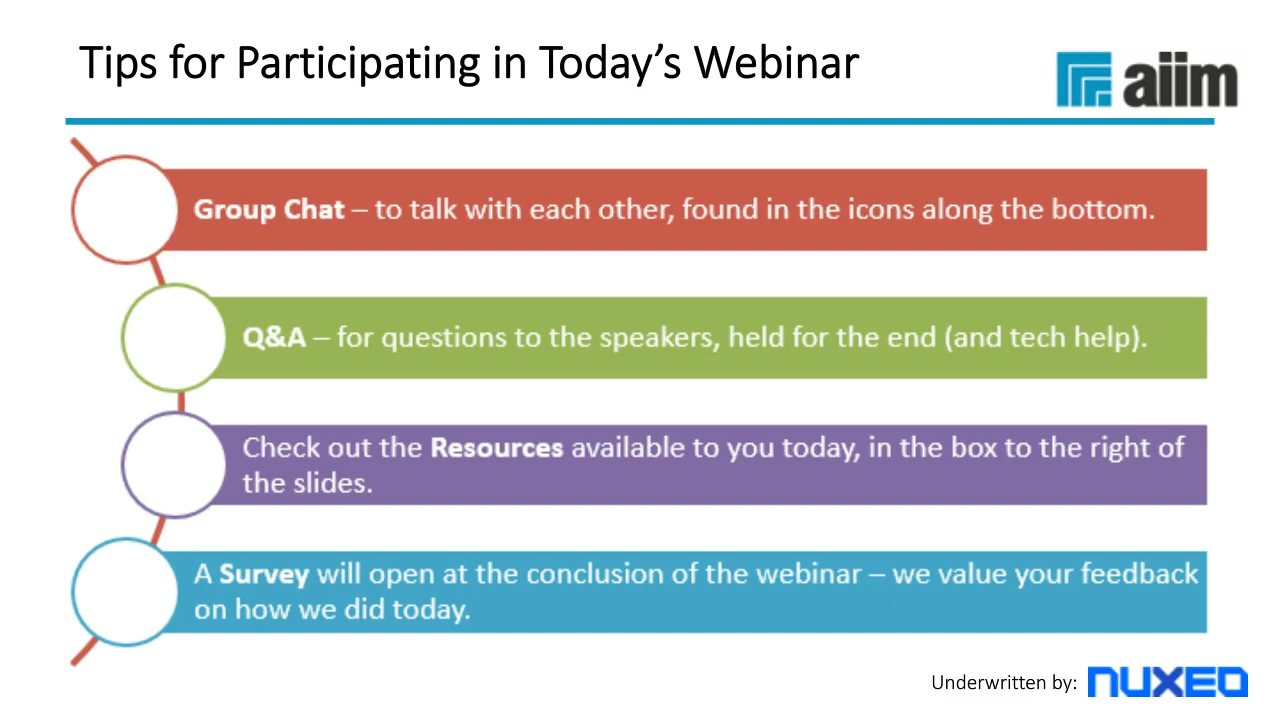 Tips for Participating in Today’s Webinar
aiim
Group Chat – to talk with each other, found in the icons along the bottom.
Q&A – for questions to the speakers, held for the end (and tech help).
Check out the Resources available to you today, in the box to the right of
the slides.
A Survey will open at the conclusion of the webinar – we value your feedback
on how we did today.
Underwritten by: nuxeo